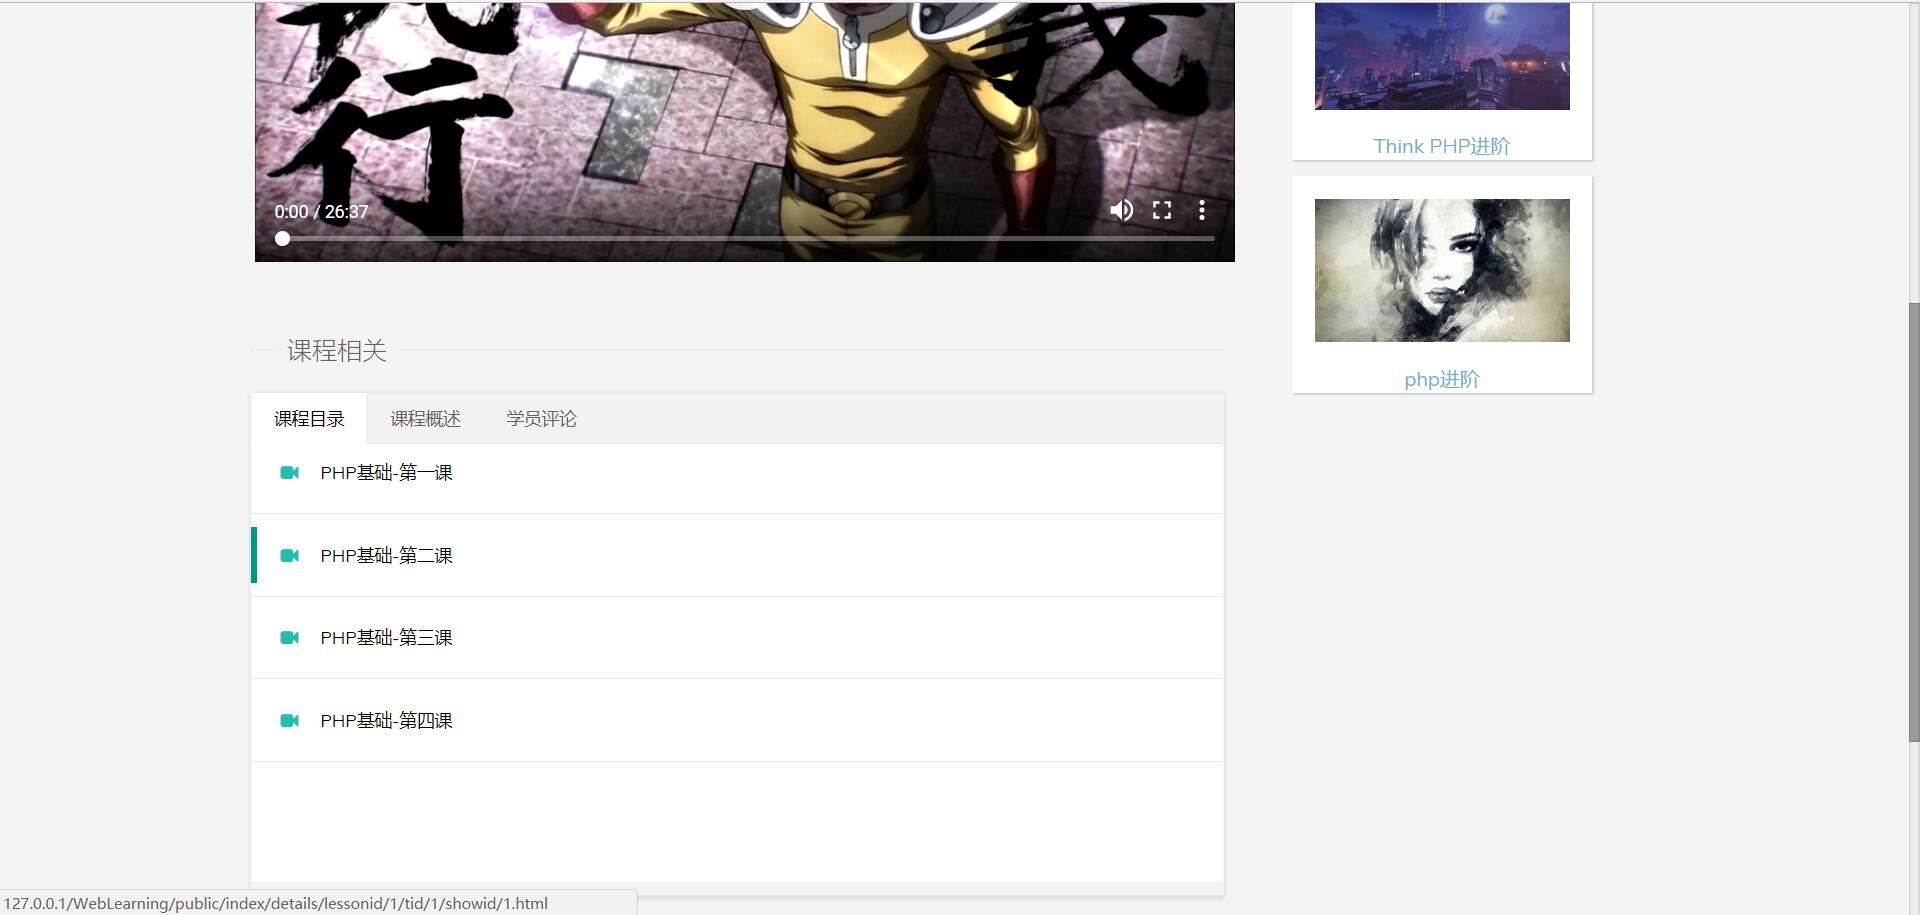 行
義
0:00 / 26:37
Think PHP进阶
php进阶
课程相关
课程目录 课程概述 学员评论
PHP基础-第一课
PHP基础-第二课
PHP基础-第三课
PHP基础-第四课
127.0.0.1/WebLearning/public/index/details/lessonid/1/tid/1/showid/1.html